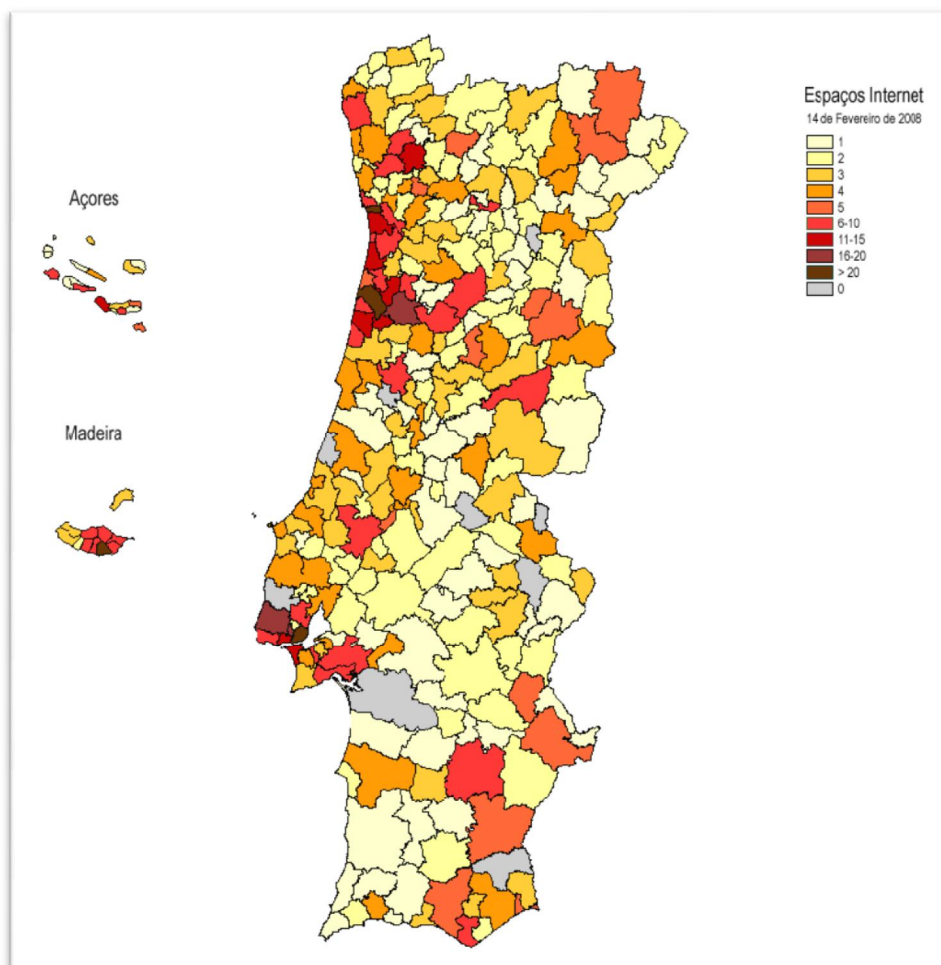 Espaços Internet
14 de Fevereiro de 2008
1
2
3
4
5
6-10
11-15
16-20
> 20
0
Açores
Madeira